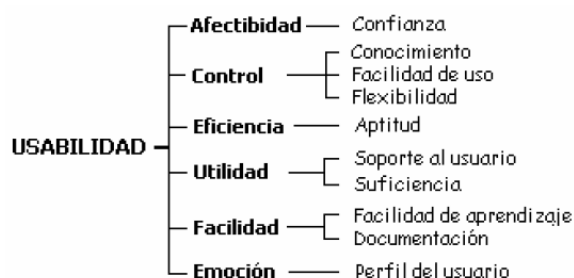 Afectibidad
Confianza
Control
Conocimiento
Facilidad de uso
Flexibilidad
Eficiencia
Aptitud
USABILIDAD
Utilidad
Soporte al usuario
Suficiencia
Facilidad
Facilidad de aprendizaje
Documentación
Emoción
Perfil del usuario